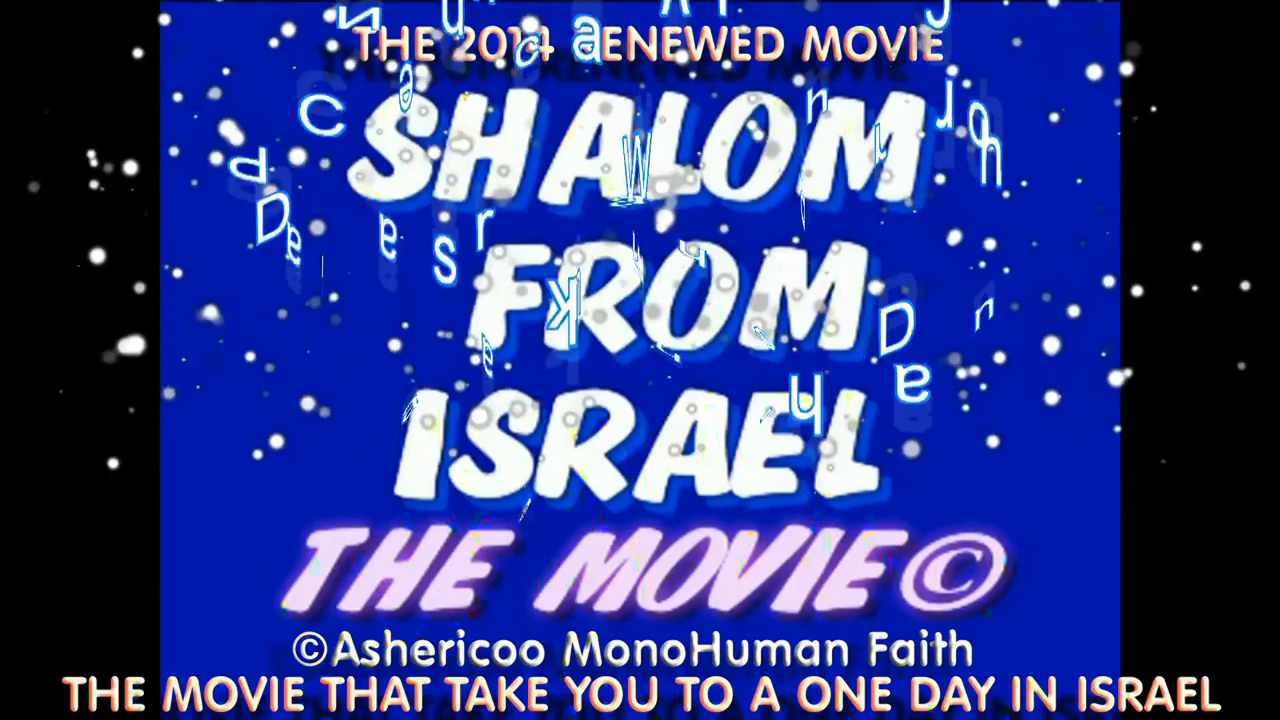 THE 2014 RENEWED MOVIE
SHALOM
FROM
ISRAEL
THE MOVIE©
©Ashericoo MonoHuman Faith
THE MOVIE THAT TAKE YOU TO A ONE DAY IN ISRAEL